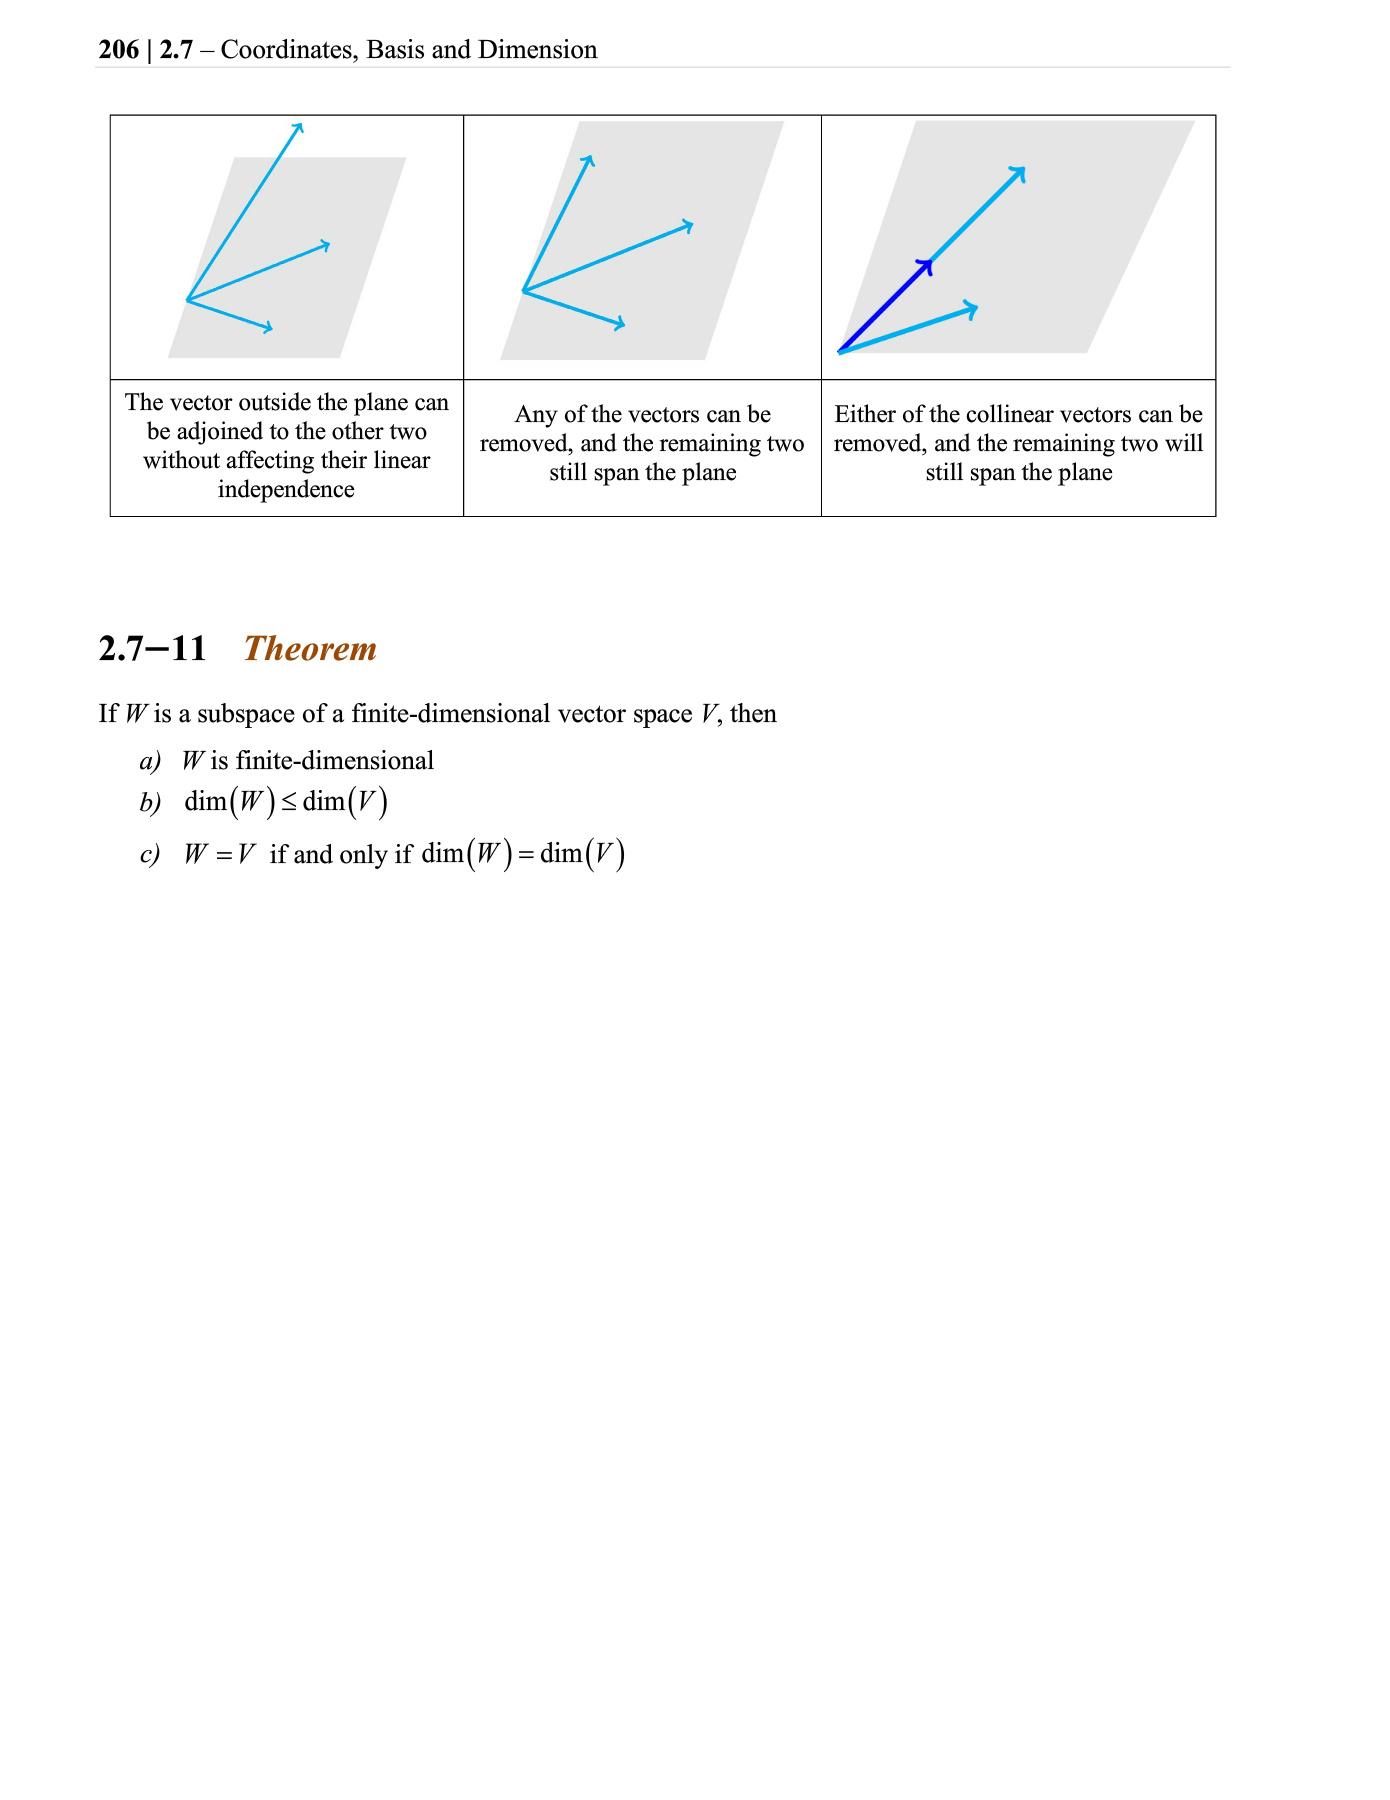 206 | 2.7 – Coordinates, Basis and Dimension
The vector outside the plane can
be adjoined to the other two
without affecting their linear
independence
Any of the vectors can be
removed, and the remaining two
still span the plane
Either of the collinear vectors can be
removed, and the remaining two will
still span the plane
2.7–11 Theorem
If W is a subspace of a finite-dimensional vector space V, then
a) W is finite-dimensional
b) dim(W) ≤ dim(V)
c) W = V if and only if dim(W) = dim(V)